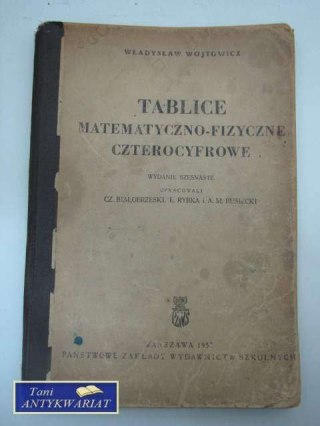 WŁADYSŁAW WOJTOWICZ
TABLICE
MATEMATYCZNO-FIZYCZNE
CZTEROCYFROWE
WYDANIE SZESNASTE
OPRACOWALI
CZ. BIAŁOBRZESKI, E. RYBKA I A. M. RUSIECKI
WARSZAWA
PAŃSTWOWE ZAKŁADY WYDAWNICTW SZKOLNYCH
Tani
ANTYKWARIAT